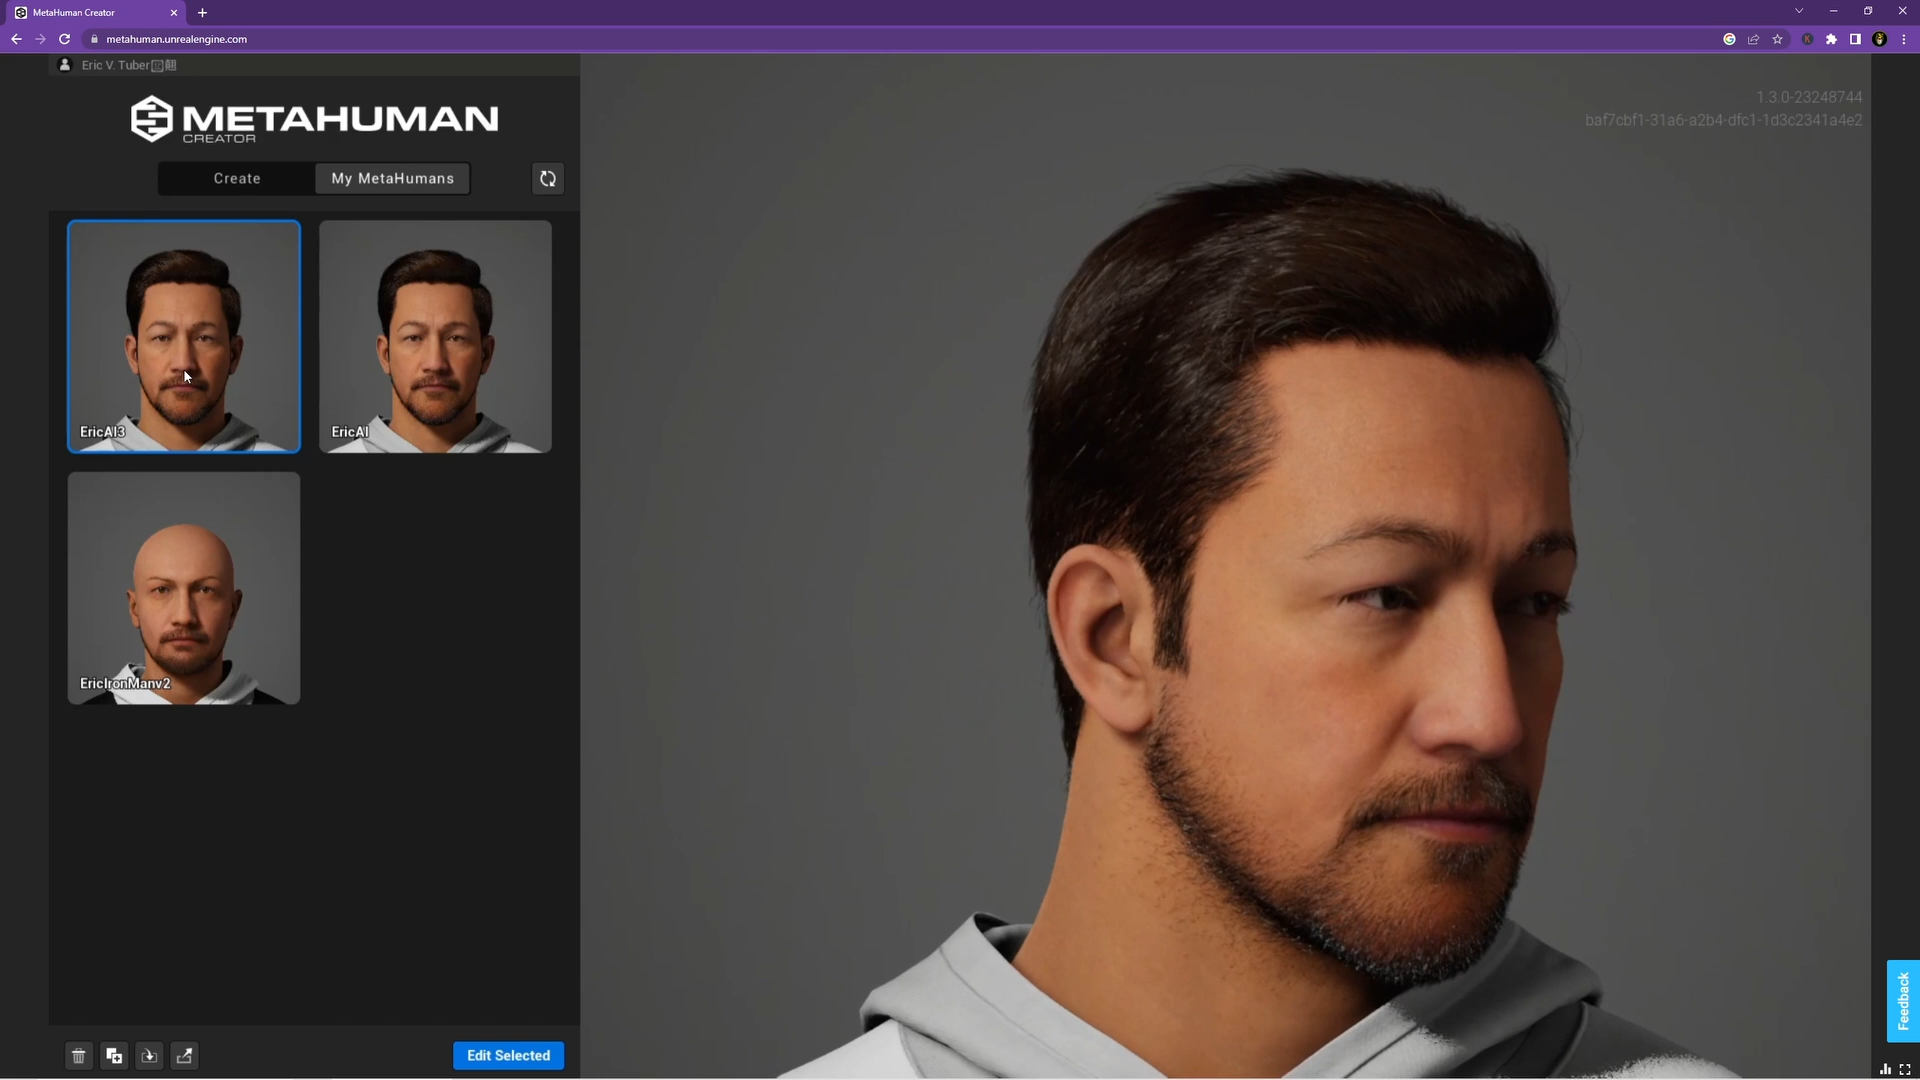 MetaHuman Creator
metahuman.unrealengine.com
Eric V. Tuber
METAHUMAN
CREATOR
Create
My MetaHumans
1.3.0-23248744
baf7cbf1-31a6-a2b4-dfc1-1d3c2341a4e2
EricAI3
EricAI
EricIronManv2
Edit Selected
Feedback